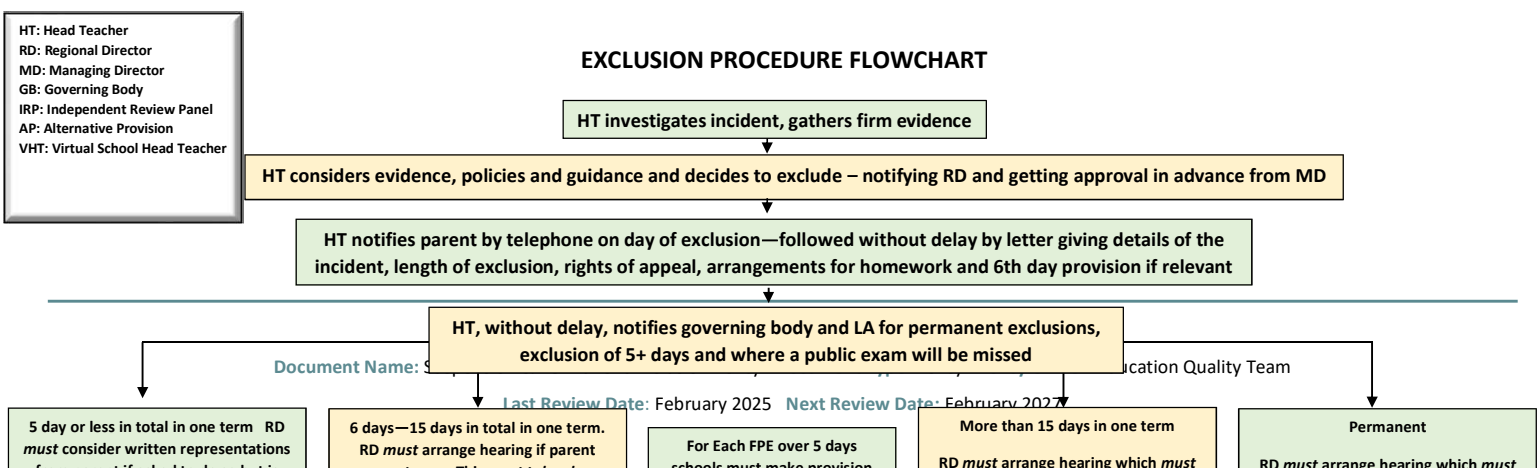 HT: Head Teacher
RD: Regional Director
MD: Managing Director
GB: Governing Body
IRP: Independent Review Panel
AP: Alternative Provision
VHT: Virtual School Head Teacher
EXCLUSION PROCEDURE FLOWCHART
HT investigates incident, gathers firm evidence
HT considers evidence, policies and guidance and decides to exclude – notifying RD and getting approval in advance from MD
HT notifies parent by telephone on day of exclusion—followed without delay by letter giving details of the
incident, length of exclusion, rights of appeal, arrangements for homework and 6th day provision if relevant
HT, without delay, notifies governing body and LA for permanent exclusions,
exclusion of 5+ days and where a public exam will be missed
Document Name: Quality Team
Last Review Date: February 2025 Next Review Date: February 2027
5 day or less in total in one term RD
must consider written representations
6 days—15 days in total in one term.
RD must arrange hearing if parent
For Each FPE over 5 days
schools must make provision
More than 15 days in one term
RD must arrange hearing which must
Permanent
RD must arrange hearing which must